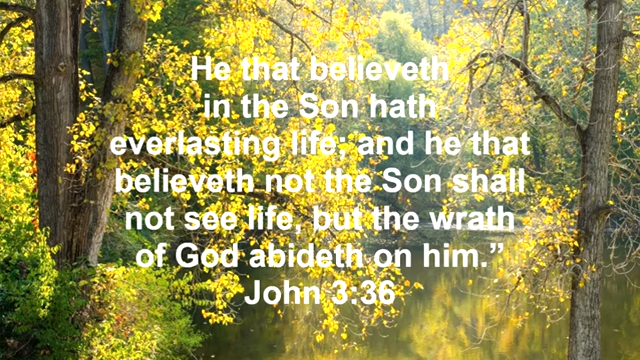 He that believeth
in the Son hath
everlasting life; and he that
believeth not the Son shall
not see life, but the wrath
of God abideth on him.”
John 3:36